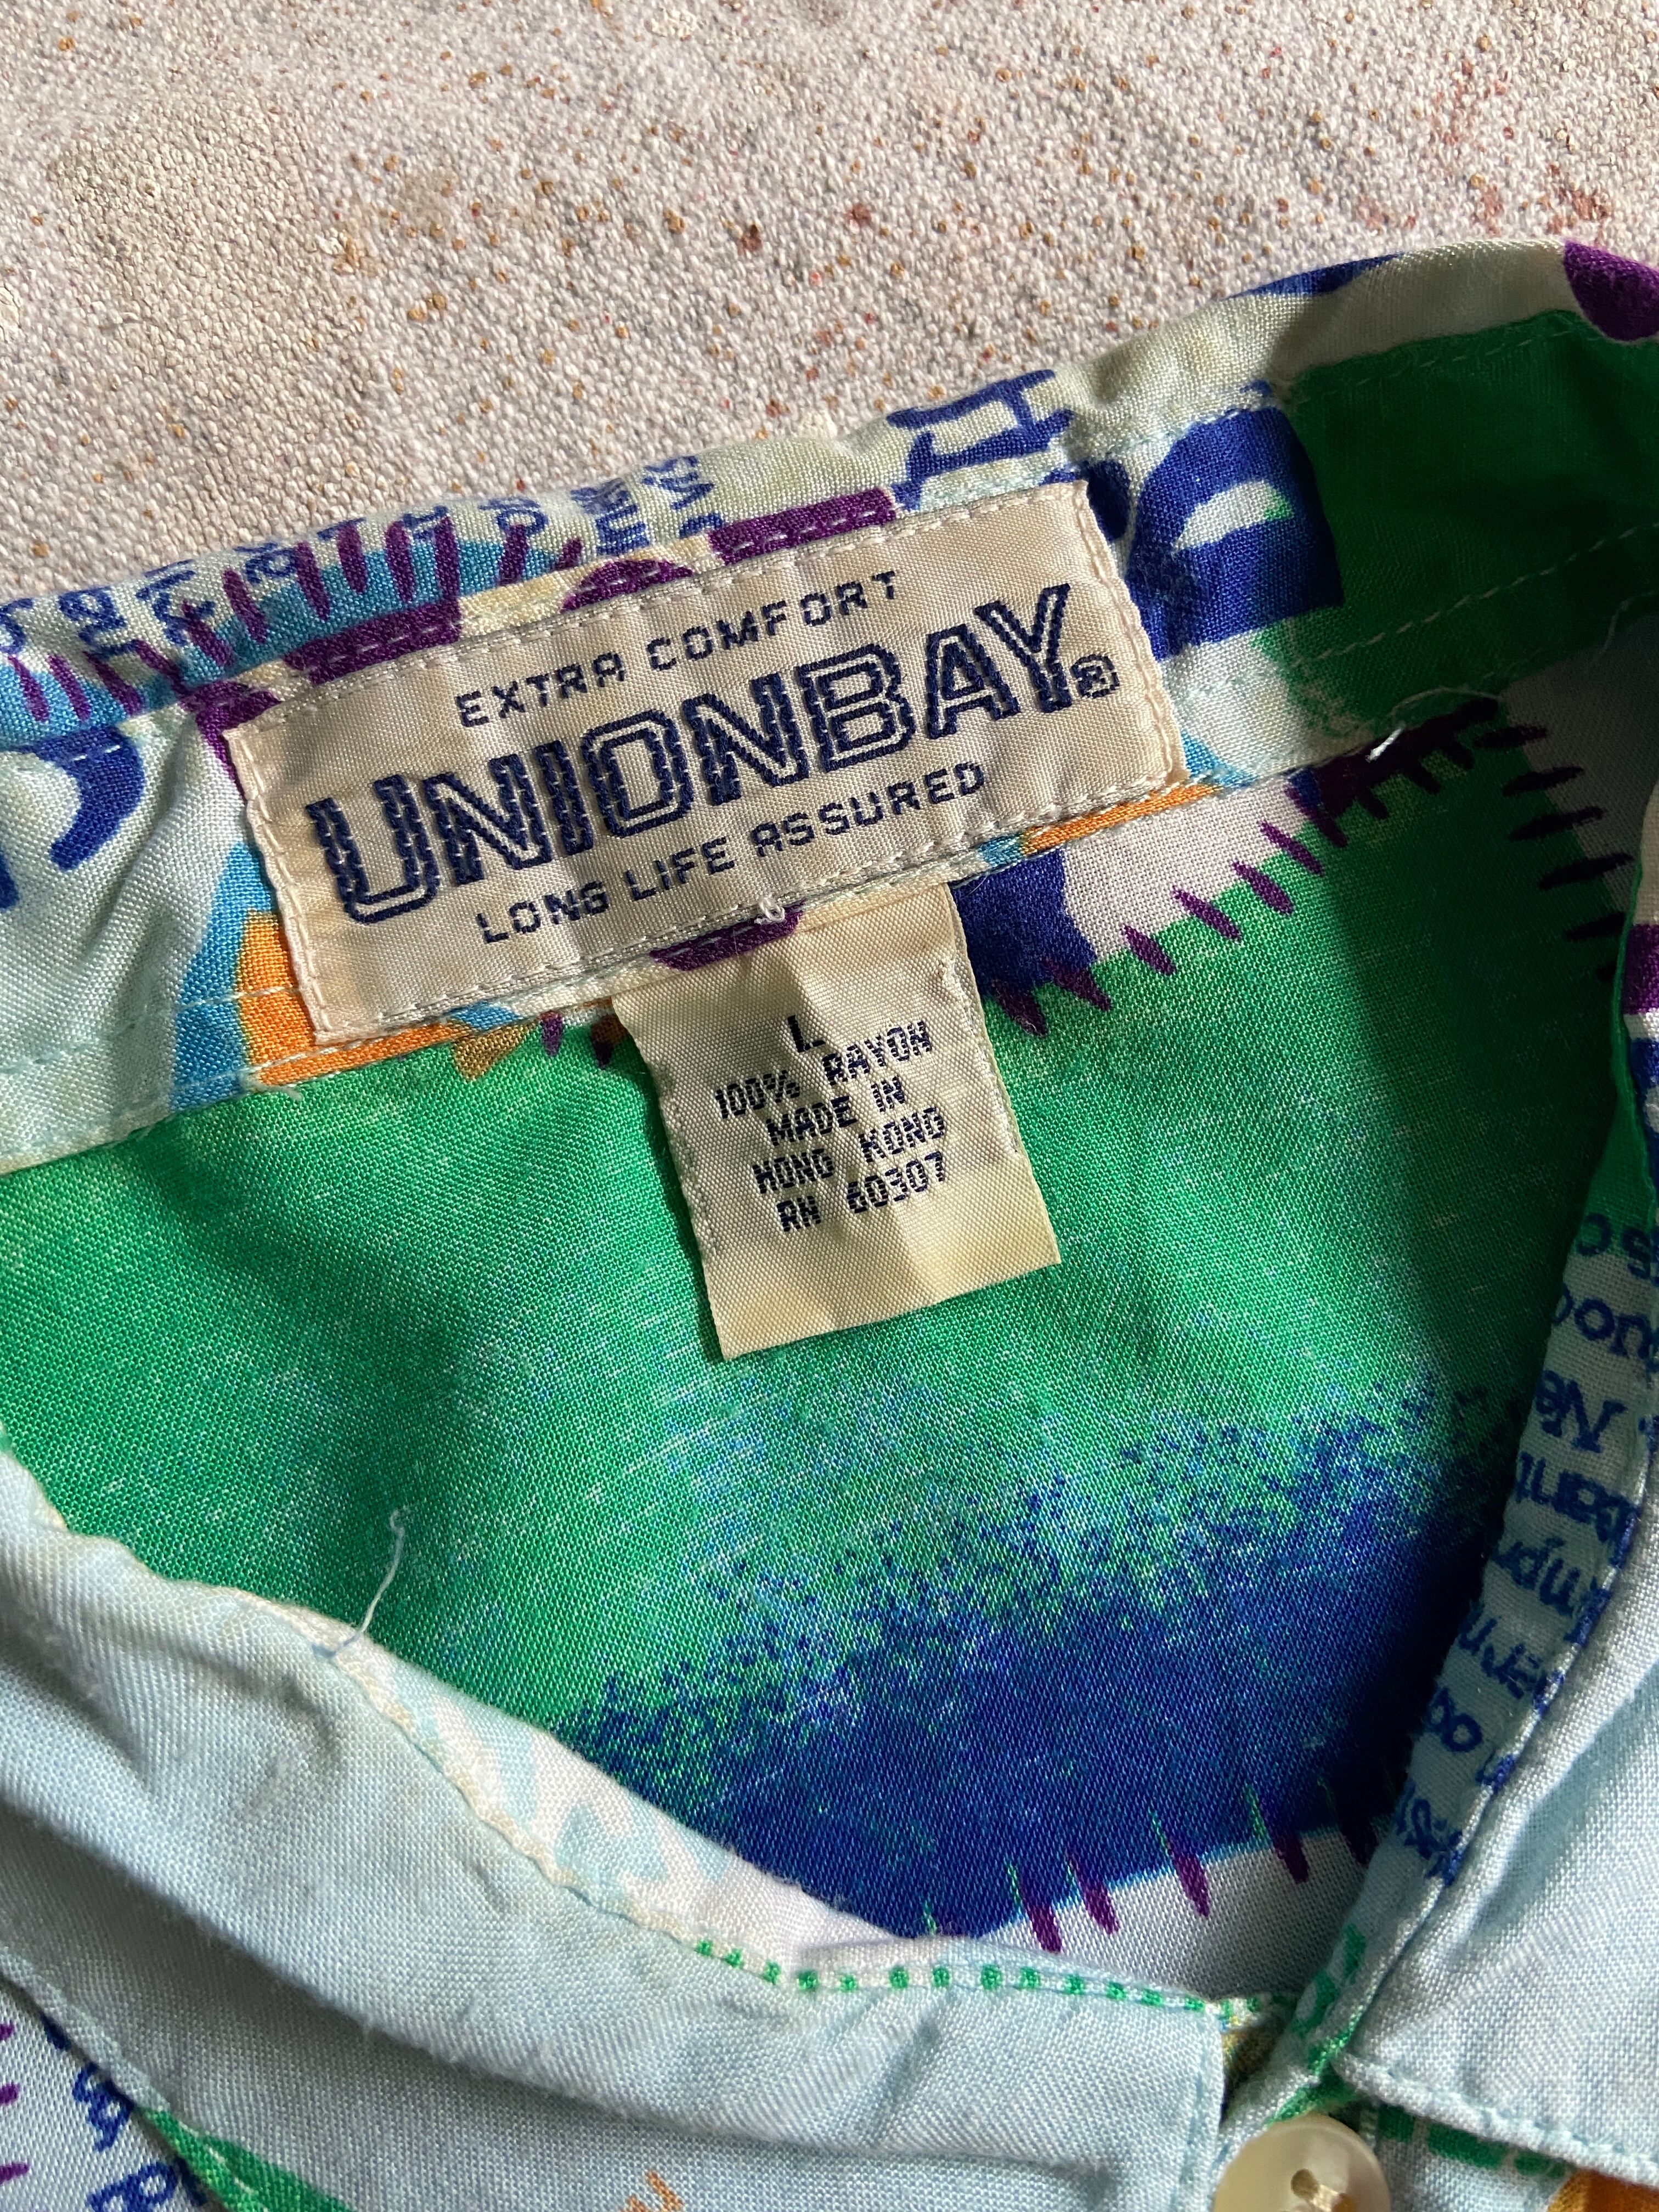 EXTRA COMFORT
UNIONBAY®
LONG LIFE ASSURED
L
100% RAYON
MADE IN
HONG KONG
RN 60307